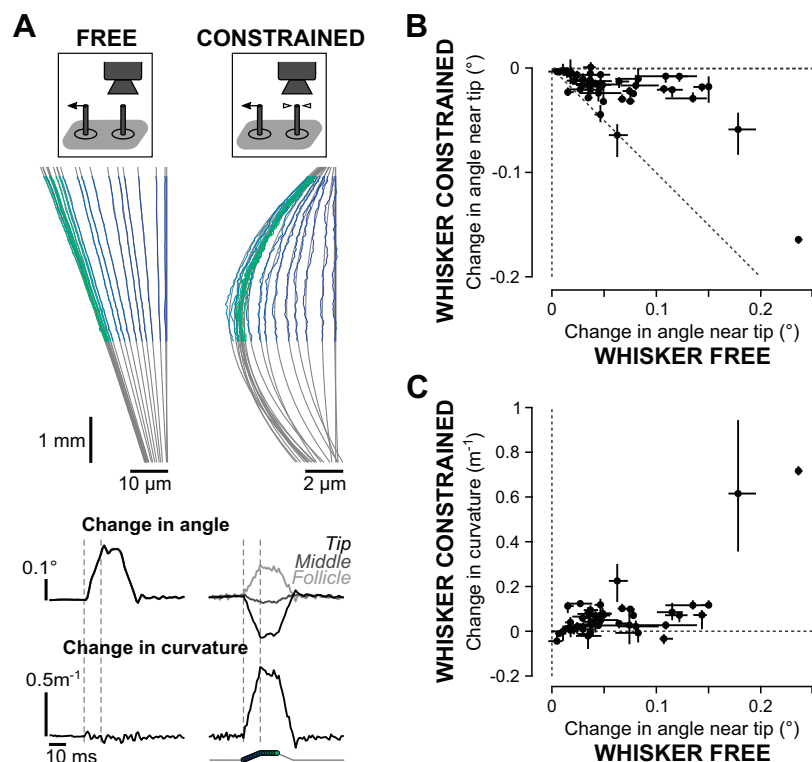 A
FREE
CONSTRAINED
1 mm
10 µm
2 µm
Change in angle
0.1°
Tip
Middle
Follicle
Change in curvature
0.5m⁻¹
10 ms
B
WHISKER CONSTRAINED
Change in angle near tip (°)
0
-0.1
-0.2
0
0.1
0.2
Change in angle near tip (°)
WHISKER FREE
C
WHISKER CONSTRAINED
Change in curvature (m⁻¹)
1
0.8
0.6
0.4
0.2
0
-0.2
0
0.1
0.2
Change in angle near tip (°)
WHISKER FREE